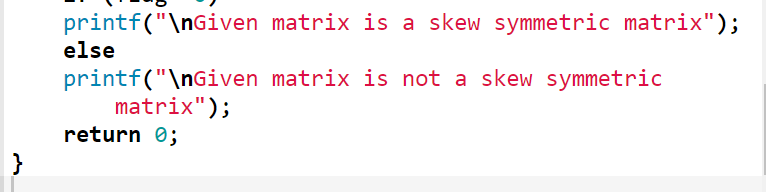 printf("\nGiven matrix is a skew symmetric matrix");
else
printf("\nGiven matrix is not a skew symmetric
matrix");
return 0;
}